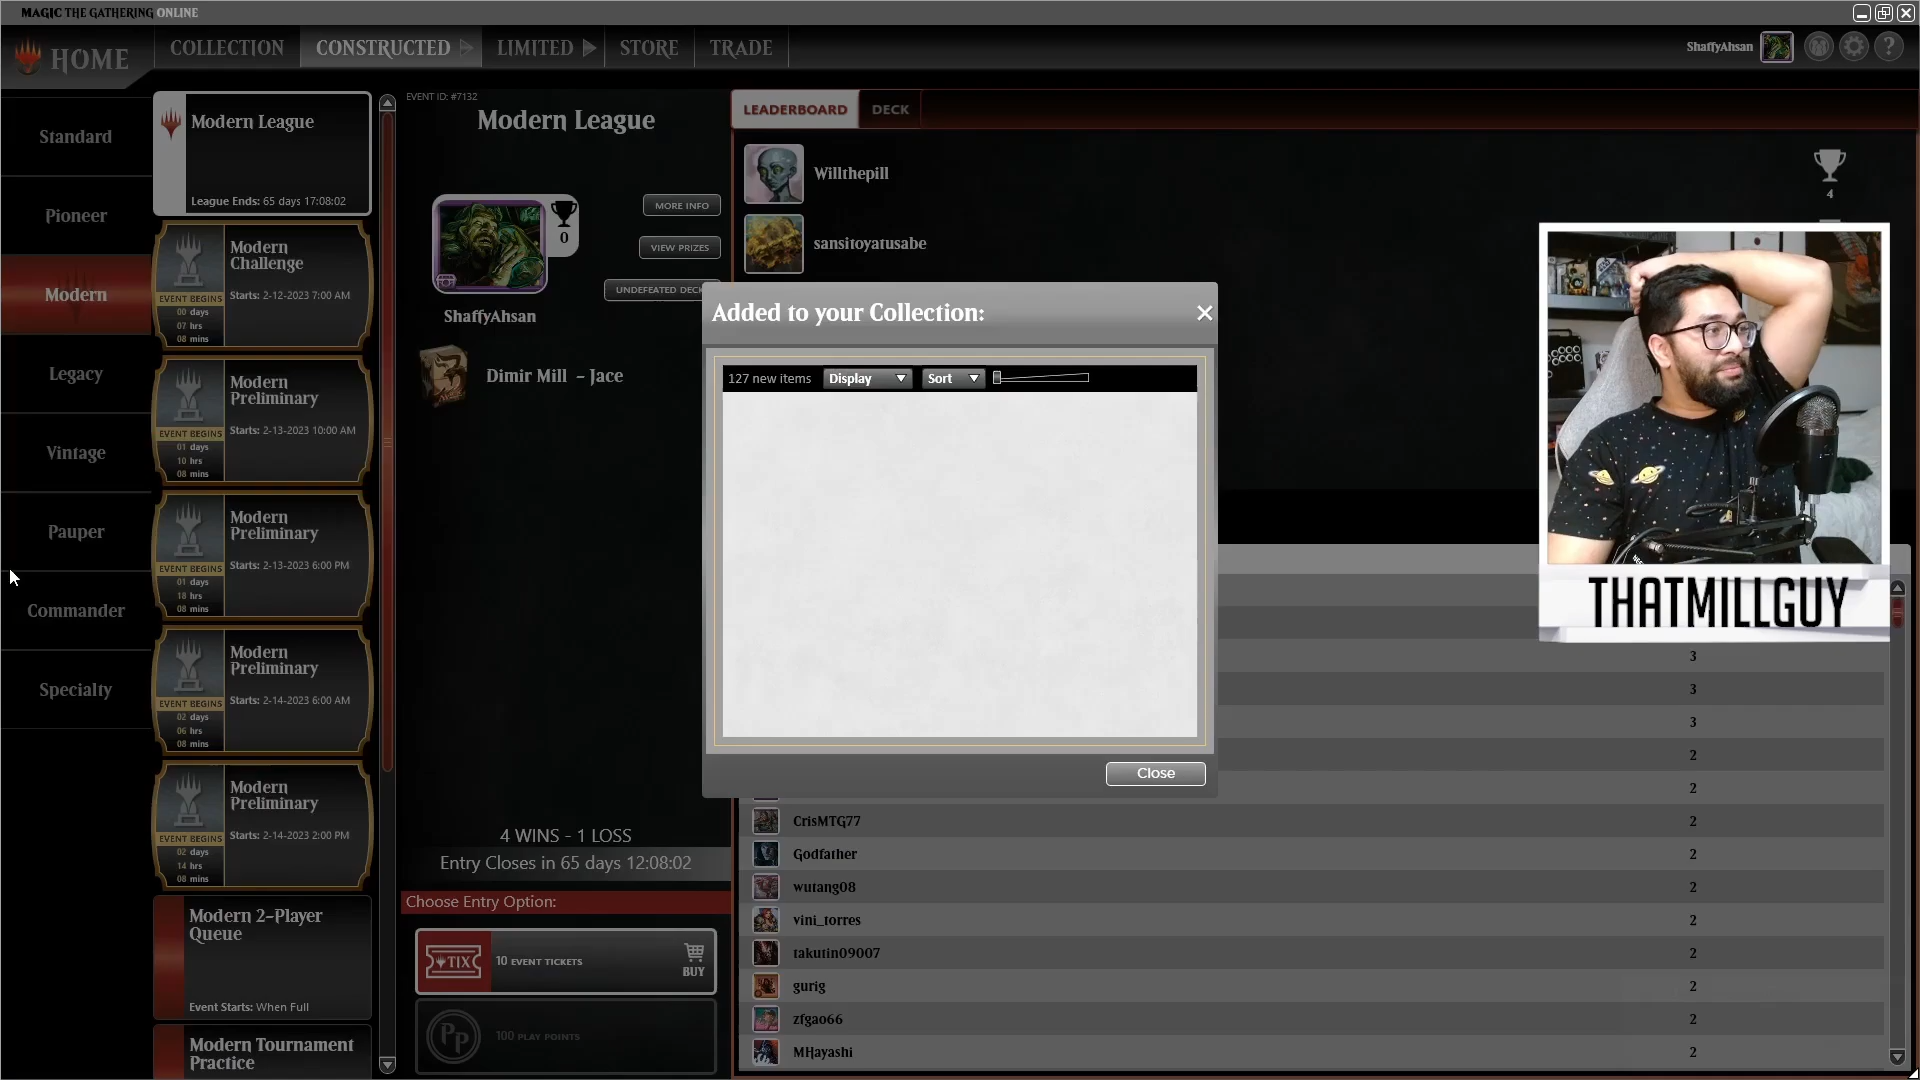 MAGIC THE GATHERING ONLINE
HOME
COLLECTION
CONSTRUCTED
LIMITED
STORE
TRADE
ShaffyAhsan
?
Standard
Pioneer
Modern
Legacy
Vintage
Pauper
Commander
Specialty
Modern League
League Ends: 65 days 17:08:02
Modern
Challenge
Starts: 2-12-2023 7:00 AM
EVENT BEGINS
00 days
07 hrs
08 mins
Modern
Preliminary
Starts: 2-13-2023 10:00 AM
EVENT BEGINS
01 days
10 hrs
08 mins
Modern
Preliminary
Starts: 2-13-2023 6:00 PM
EVENT BEGINS
01 days
18 hrs
08 mins
Modern
Preliminary
Starts: 2-14-2023 6:00 AM
EVENT BEGINS
02 days
06 hrs
08 mins
Modern
Preliminary
Starts: 2-14-2023 2:00 PM
EVENT BEGINS
02 days
14 hrs
08 mins
Modern 2-Player
Queue
Event Starts: When Full
Modern Tournament
Practice
EVENT ID: #7132
Modern League
0
MORE INFO
VIEW PRIZES
UNDEFEATED DECK
ShaffyAhsan
Dimir Mill - Jace
4 WINS - 1 LOSS
Entry Closes in 65 days 12:08:02
Choose Entry Option:
TIX
10 EVENT TICKETS
BUY
PP
100 PLAY POINTS
LEADERBOARD
DECK
Willthepill
4
sansitoyatusabe
Added to your Collection:
127 new items
Display
Sort
Close
THATMILLGUY
3
3
3
2
2
CrisMTG77 2
Godfather 2
wutang08 2
vini_torres 2
takutin09007 2
gurig 2
zfgao66 2
MHayashi 2